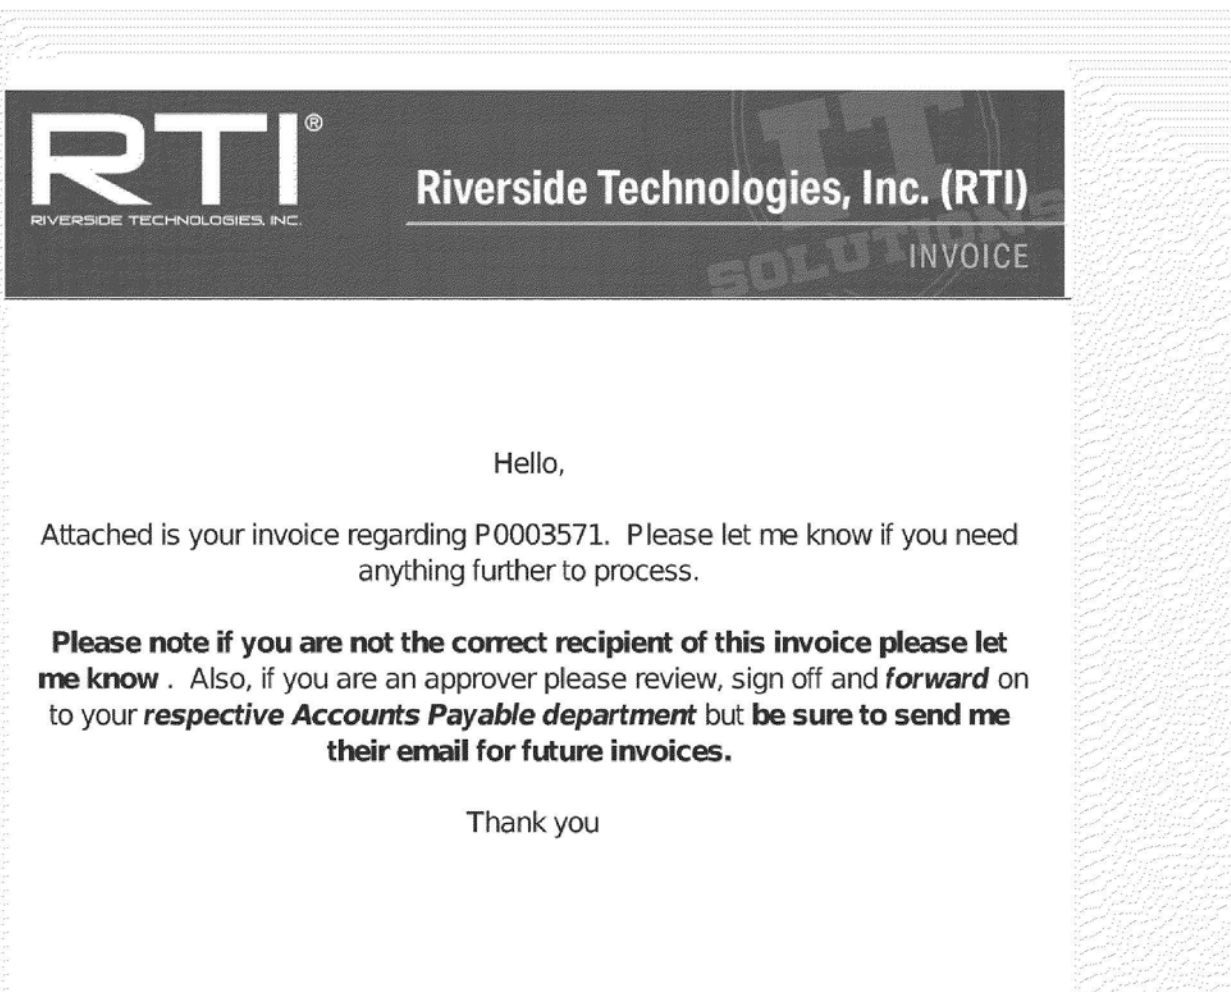 RTI®
RIVERSIDE TECHNOLOGIES, INC.
IT
SOLUTIONS
Riverside Technologies, Inc. (RTI)
INVOICE
Hello,
Attached is your invoice regarding P0003571.  Please let me know if you need
anything further to process.
Please note if you are not the correct recipient of this invoice please let
me know .  Also, if you are an approver please review, sign off and forward on
to your respective Accounts Payable department but be sure to send me
their email for future invoices.
Thank you